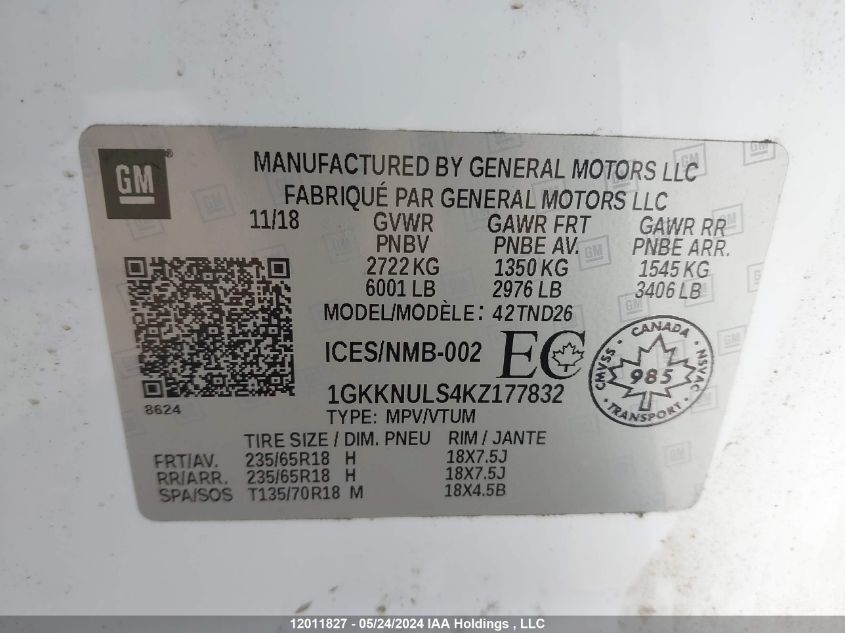 GM®
MANUFACTURED BY GENERAL MOTORS LLC
FABRIQUÉ PAR GENERAL MOTORS LLC
11/18 GVWR GAWR FRT GAWR RR
PNBV PNBE AV. PNBE ARR.
2722 KG 1350 KG 1545 KG
6001 LB 2976 LB 3406 LB
MODEL/MODÈLE: 42TND26
ICES/NMB-002 EC
CANADA
CMVSS 985 NSVAC
TRANSPORT
1GKKNULS4KZ177832
8624
TYPE: MPV/VTUM
TIRE SIZE / DIM. PNEU RIM / JANTE
FRT/AV. 235/65R18 H 18X7.5J
RR/ARR. 235/65R18 H 18X7.5J
SPA/SOS T135/70R18 M 18X4.5B
12011827 - 05/24/2024 IAA Holdings, LLC.